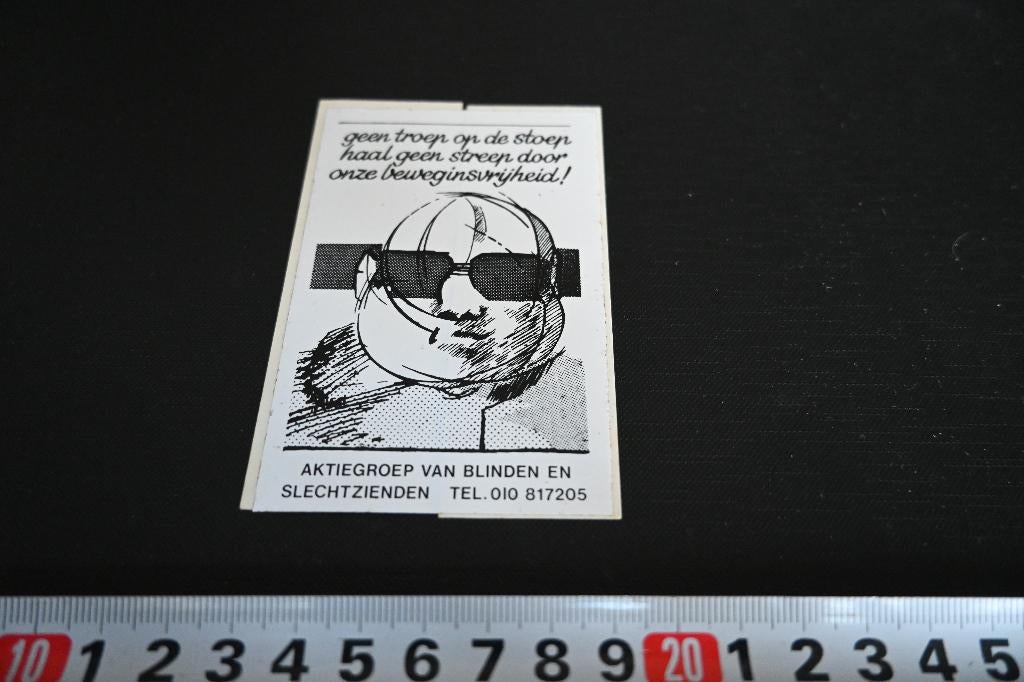 geen troep op de stoep
haal geen streep door
onze beweginsvrijheid!
AKTIEGROEP VAN BLINDEN EN
SLECHTZIENDEN TEL. 010 817205
10 1 2 3 4 5 6 7 8 9 20 1 2 3 4 5